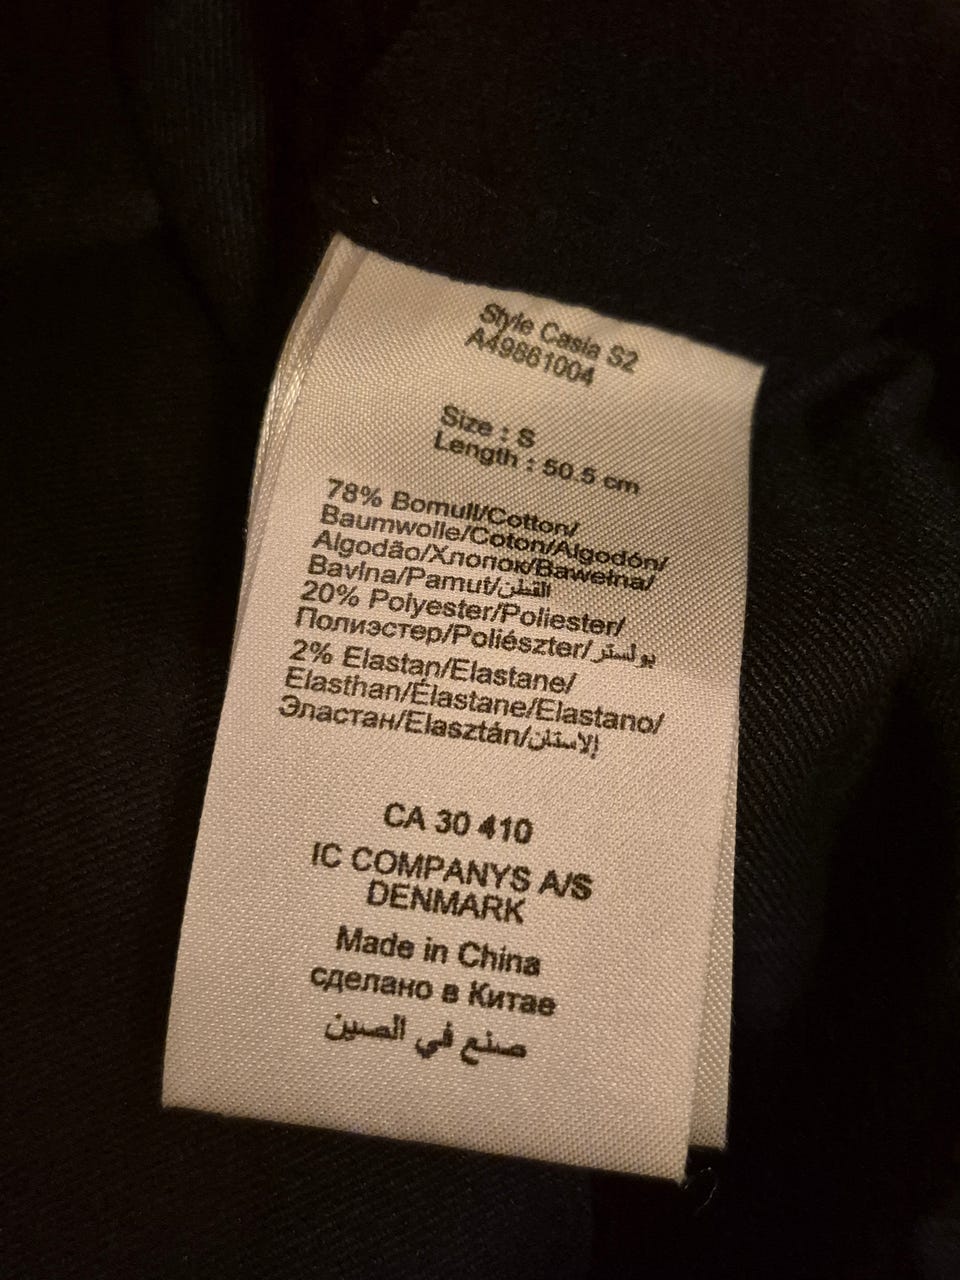 Style Casia S2
A49861004
Size : S
Length : 50.5 cm
78% Bomull/Cotton/
Baumwolle/Coton/Algodón/
Algodão/Хлопок/Bawełna/
Bavlna/Pamut/القطن
20% Polyester/Poliester/
Полиэстер/Poliészter/بولستر
2% Elastan/Elastane/
Elasthan/Élastane/Elastano/
Эластан/Elasztán/الاستان
CA 30 410
IC COMPANYS A/S
DENMARK
Made in China
сделано в Китае
صنع في الصين